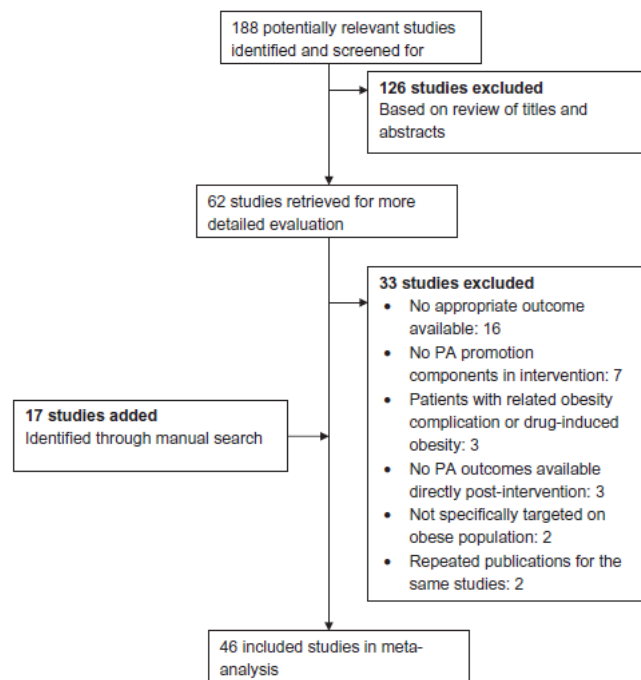 188 potentially relevant studies
identified and screened for
126 studies excluded
Based on review of titles and
abstracts
62 studies retrieved for more
detailed evaluation
33 studies excluded
• No appropriate outcome
available: 16
• No PA promotion
components in intervention: 7
• Patients with related obesity
complication or drug-induced
obesity: 3
• No PA outcomes available
directly post-intervention: 3
• Not specifically targeted on
obese population: 2
• Repeated publications for the
same studies: 2
17 studies added
Identified through manual search
46 included studies in meta-
analysis